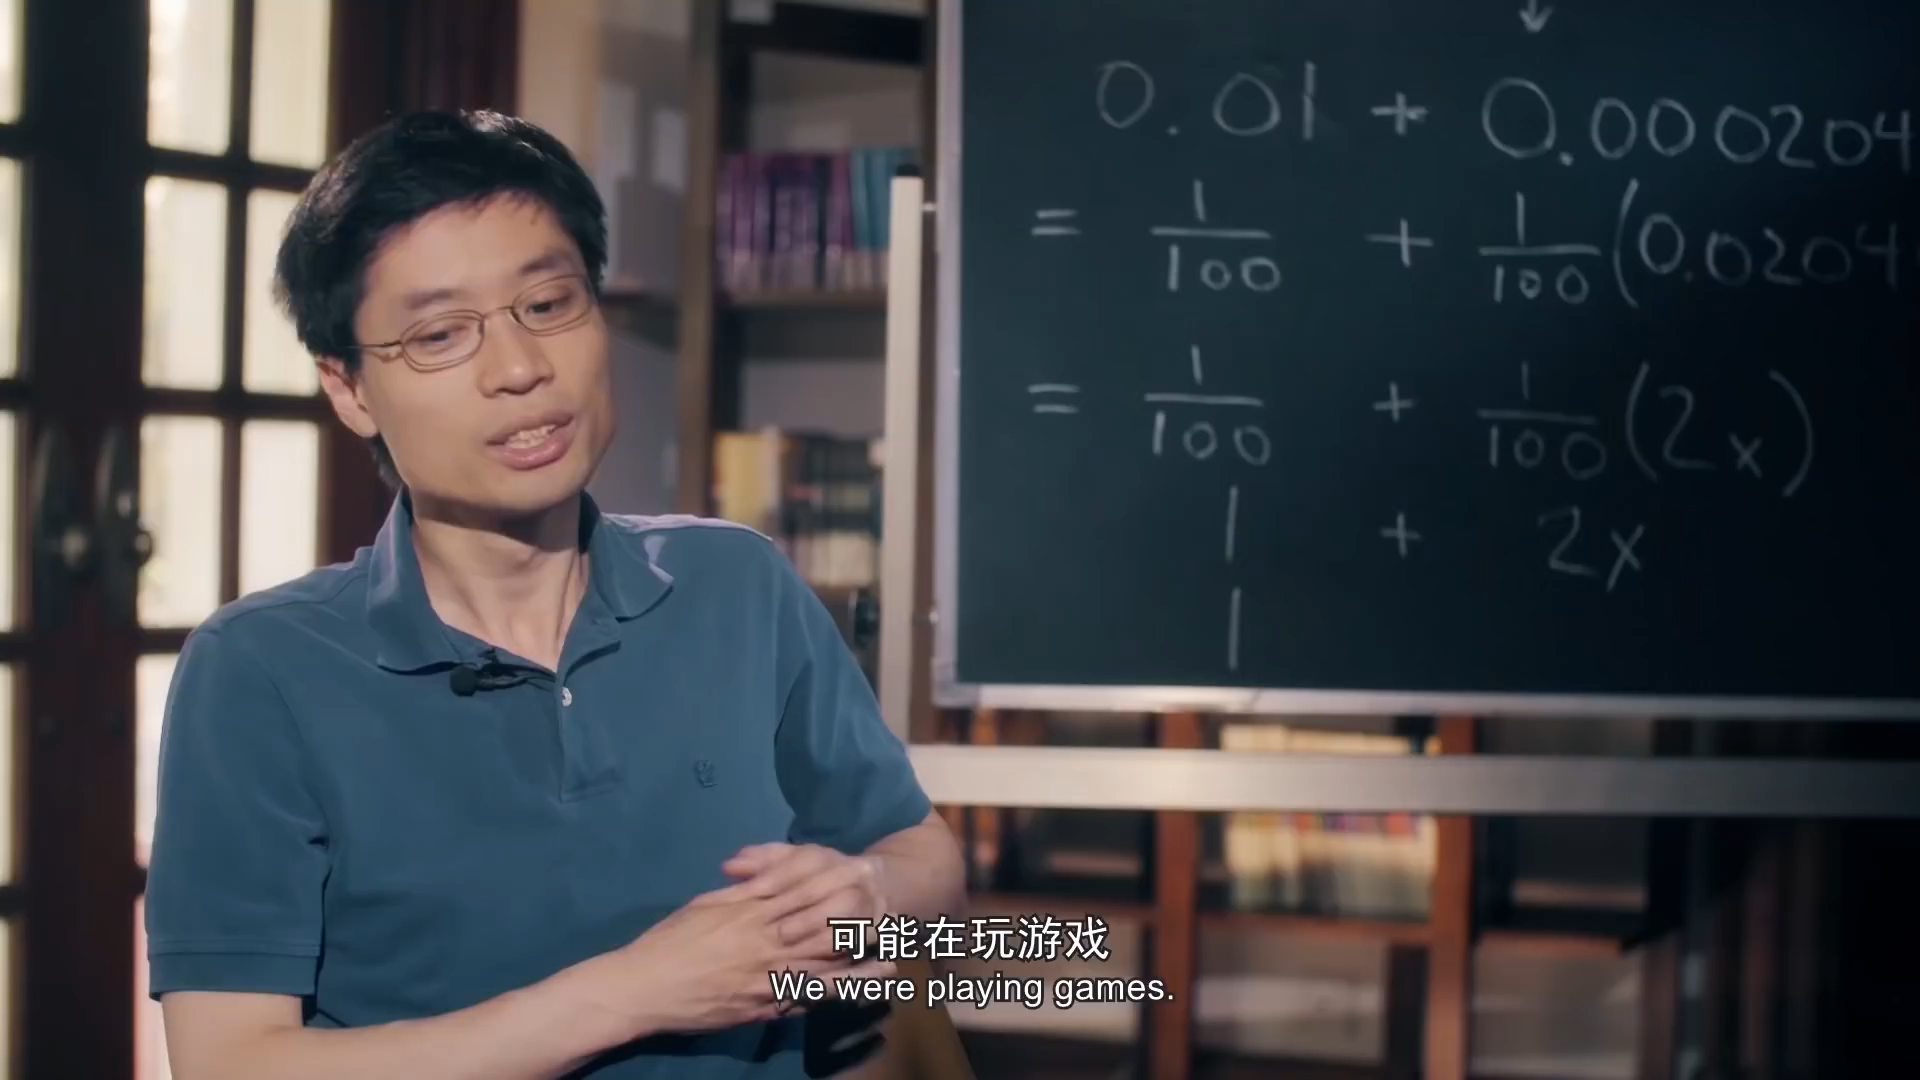 0.01 + 0.000204
= 1/100 + 1/100 (0.0204
= 1/100 + 1/100 (2x)
1 + 2x
1
可能在玩游戏
We were playing games.